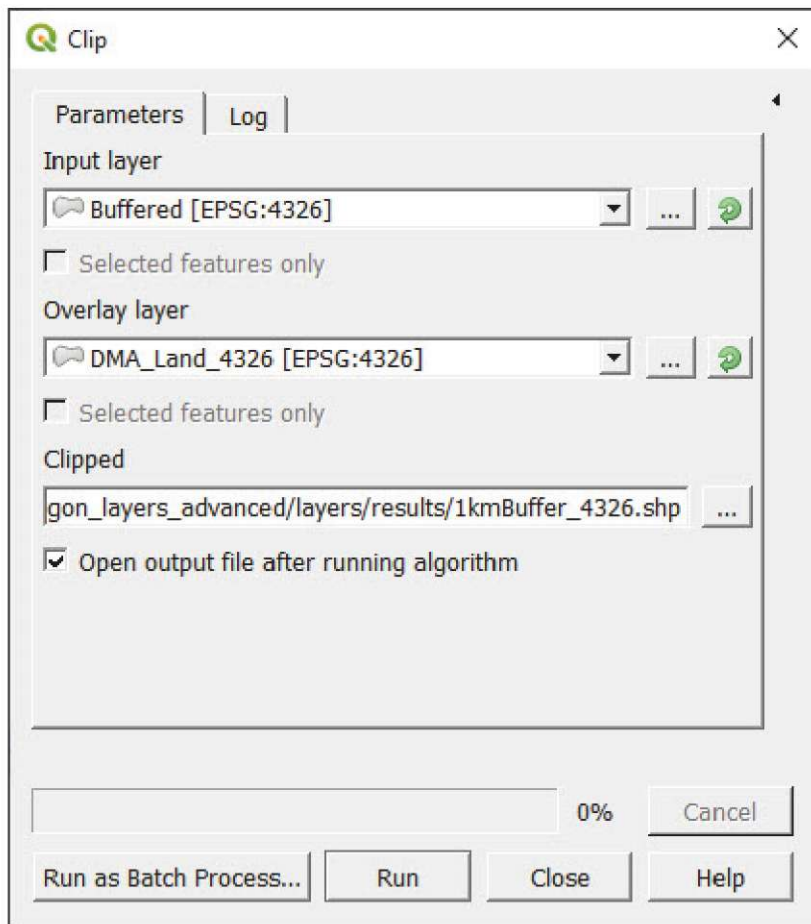 Clip
Parameters
Log
Input layer
Buffered [EPSG:4326]
...
Selected features only
Overlay layer
DMA_Land_4326 [EPSG:4326]
...
Selected features only
Clipped
gon_layers_advanced/layers/results/1kmBuffer_4326.shp
...
Open output file after running algorithm
0%
Cancel
Run as Batch Process...
Run
Close
Help